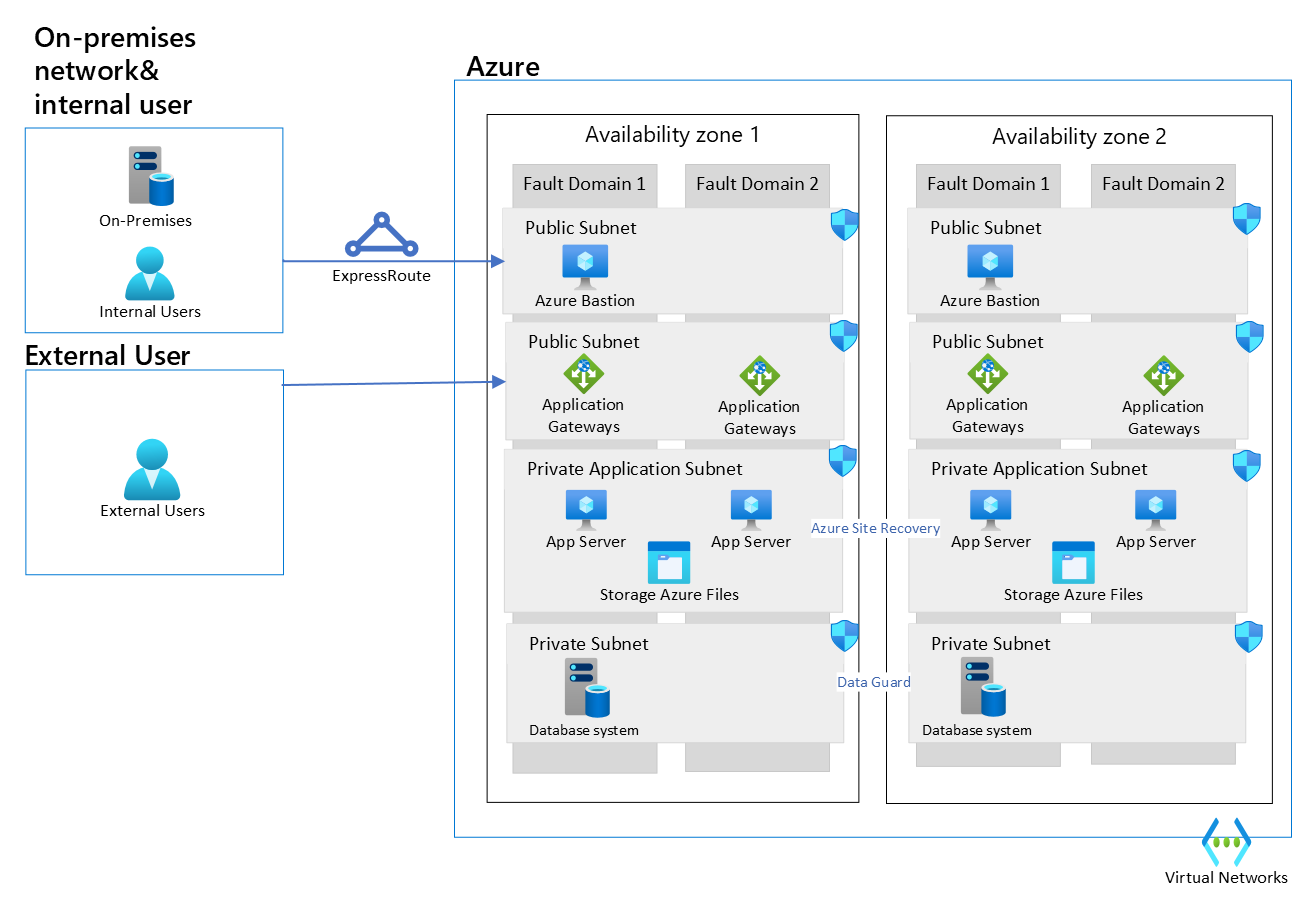 On-premises
network&
internal user
On-Premises
Internal Users
External User
External Users
ExpressRoute
Azure
Availability zone 1
Fault Domain 1
Fault Domain 2
Public Subnet
Azure Bastion
Public Subnet
Application
Gateways
Application
Gateways
Private Application Subnet
App Server
App Server
Storage Azure Files
Private Subnet
Database system
Azure Site Recovery
Data Guard
Availability zone 2
Fault Domain 1
Fault Domain 2
Public Subnet
Azure Bastion
Public Subnet
Application
Gateways
Application
Gateways
Private Application Subnet
App Server
App Server
Storage Azure Files
Private Subnet
Database system
Virtual Networks